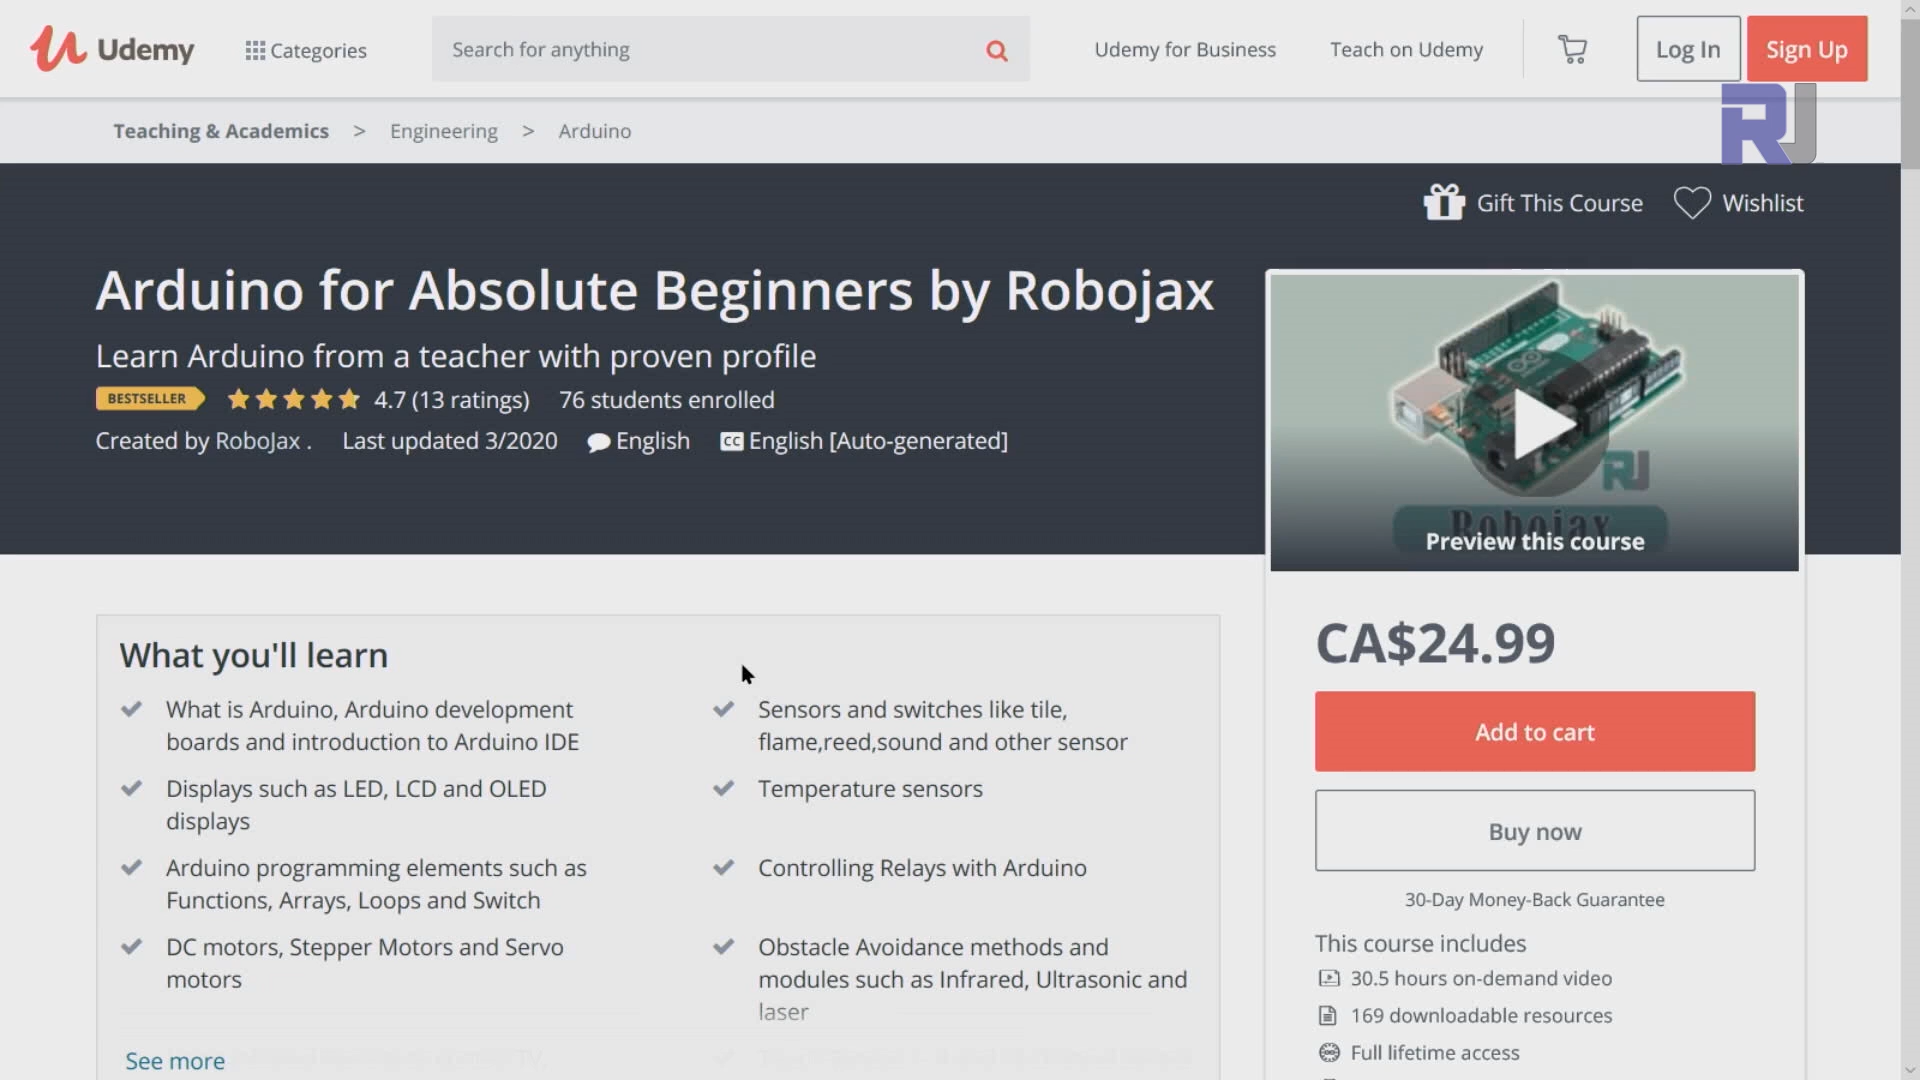 Udemy
Categories
Search for anything
Udemy for Business
Teach on Udemy
Log In
Sign Up
Teaching & Academics > Engineering > Arduino
RJ
Gift This Course
Wishlist
Arduino for Absolute Beginners by Robojax
Learn Arduino from a teacher with proven profile
BESTSELLER 4.7 (13 ratings) 76 students enrolled
Created by RoboJax . Last updated 3/2020 English CC English [Auto-generated]
RJ
Robojax
Preview this course
What you'll learn
What is Arduino, Arduino development
boards and introduction to Arduino IDE
Displays such as LED, LCD and OLED
displays
Arduino programming elements such as
Functions, Arrays, Loops and Switch
DC motors, Stepper Motors and Servo
motors
Sensors and switches like tile,
flame,reed,sound and other sensor
Temperature sensors
Controlling Relays with Arduino
Obstacle Avoidance methods and
modules such as Infrared, Ultrasonic and
laser
See more
CA$24.99
Add to cart
Buy now
30-Day Money-Back Guarantee
This course includes
30.5 hours on-demand video
169 downloadable resources
Full lifetime access